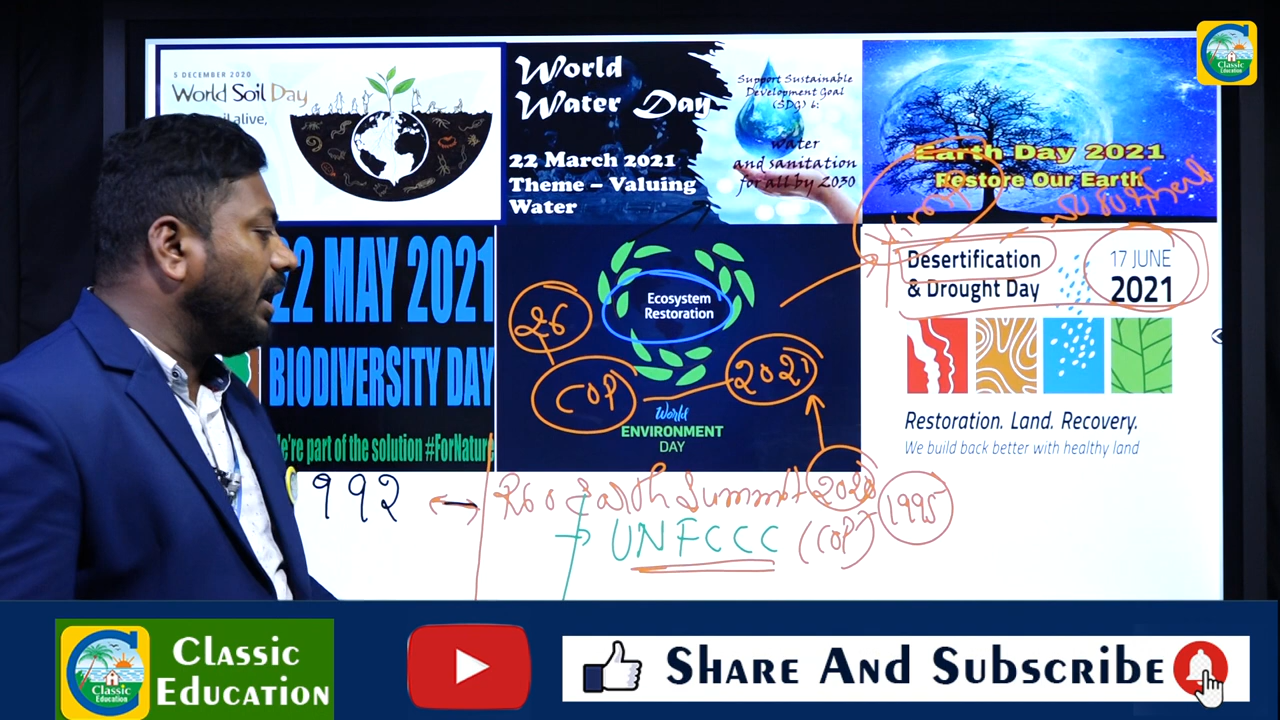 5 DECEMBER 2020
World Soil Day
il alive,
World
Water Day
22 March 2021
Theme – Valuing
Water
Support Sustainable
Development Goal
(SDG) 6:
water
and sanitation
for all by 2030
Earth Day 2021
Restore Our Earth
Classic
Education
22 MAY 2021
BIODIVERSITY DAY
e're part of the solution #ForNature
Ecosystem
Restoration
26
COP
2021
World
ENVIRONMENT
DAY
Desertification
& Drought Day
17 JUNE
2021
Restoration. Land. Recovery.
We build back better with healthy land
992
Rio Earth Summit 2020
1995
UNFCCC (COP)
Classic
Education
CLASSIC
EDUCATION
SHARE AND SUBSCRIBE